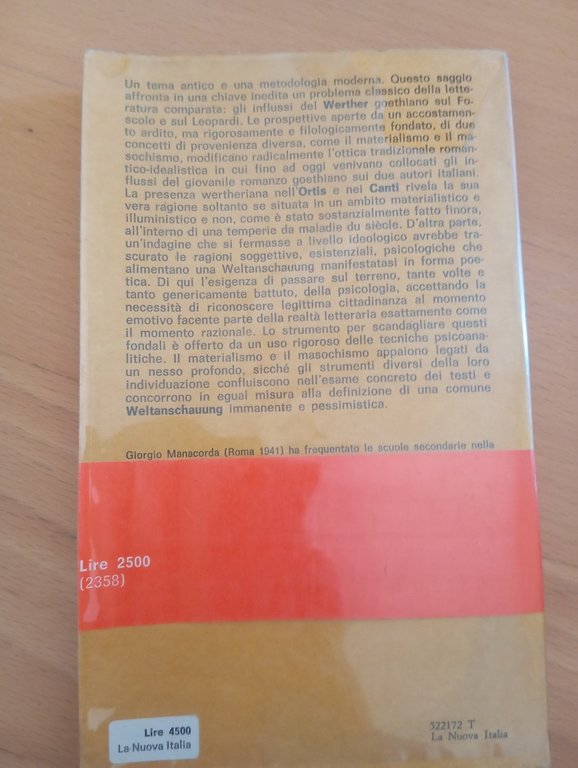 Un tema antico e una metodologia moderna. Questo saggio
affronta in una chiave inedita un problema classico della lette-
ratura comparata: gli influssi del Werther goethiano sul Fo-
scolo e sul Leopardi. Le prospettive aperte da un accostamen-
to ardito, ma rigorosamente e filologicamente fondato, di due
concetti di provenienza diversa, come il materialismo e il ma-
sochismo, modificano radicalmente l'ottica tradizionale roman-
tico-idealistica in cui fino ad oggi venivano collocati gli in-
flussi del giovanile romanzo goethiano sui due autori italiani.
La presenza wertheriana nell'Ortis e nei Canti rivela la sua
vera ragione soltanto se situata in un ambito materialistico e
illuministico e non, come è stato sostanzialmente fatto finora,
all'interno di una temperie da maladie du siècle. D'altra parte,
un'indagine che si fermasse a livello ideologico avrebbe tra-
scurato le ragioni soggettive, esistenziali, psicologiche che
alimentano una Weltanschauung manifestatasi in forma poe-
tica. Di qui l'esigenza di passare sul terreno, tante volte e
tanto genericamente battuto, della psicologia, accettando la
necessità di riconoscere legittima cittadinanza al momento
emotivo facente parte della realtà letteraria esattamente come
il momento razionale. Lo strumento per scandagliare questi
fondali è offerto da un uso rigoroso delle tecniche psicoana-
litiche. Il materialismo e il masochismo appaiono legati da
un nesso profondo, sicché gli strumenti diversi della loro
individuazione confluiscono nell'esame concreto dei testi e
concorrono in egual misura alla definizione di una comune
Weltanschauung immanente e pessimistica.
Giorgio Manacorda (Roma 1941) ha frequentato le scuole secondarie nella
Lire 2500
(2358)
Lire 4500
La Nuova Italia
522172 T
La Nuova Italia